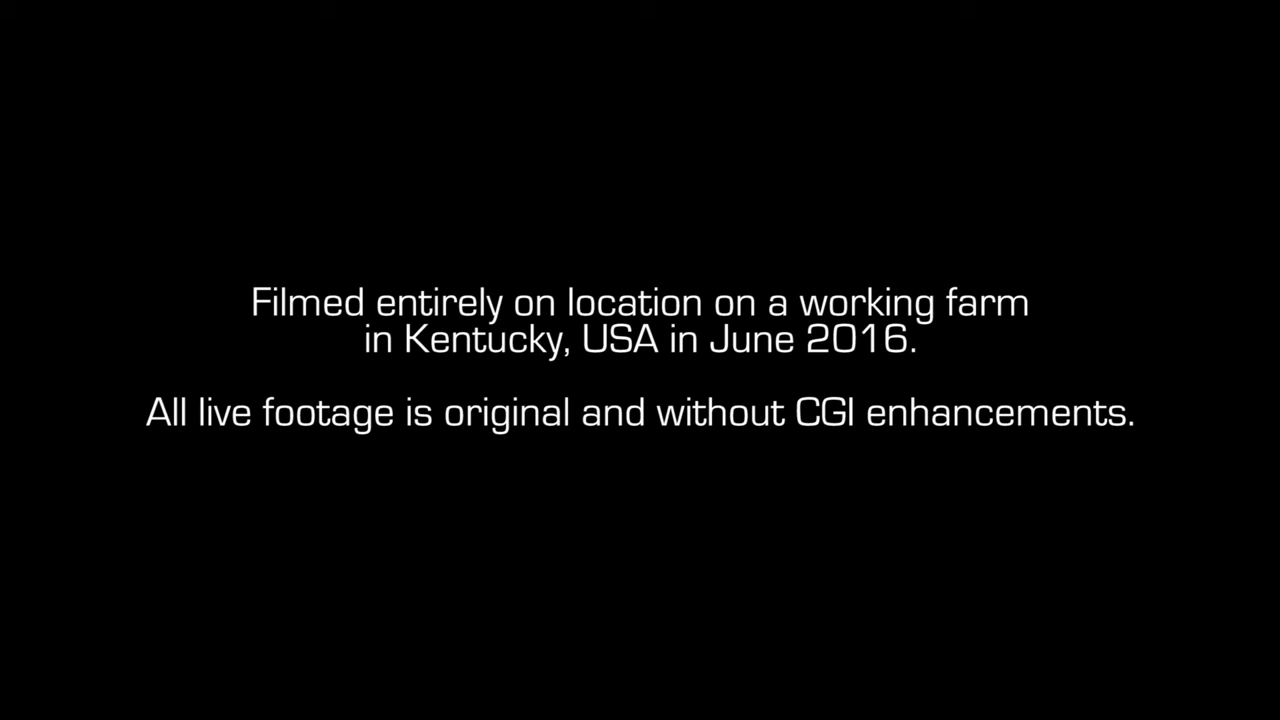 Filmed entirely on location on a working farm
in Kentucky, USA in June 2016.
All live footage is original and without CGI enhancements.